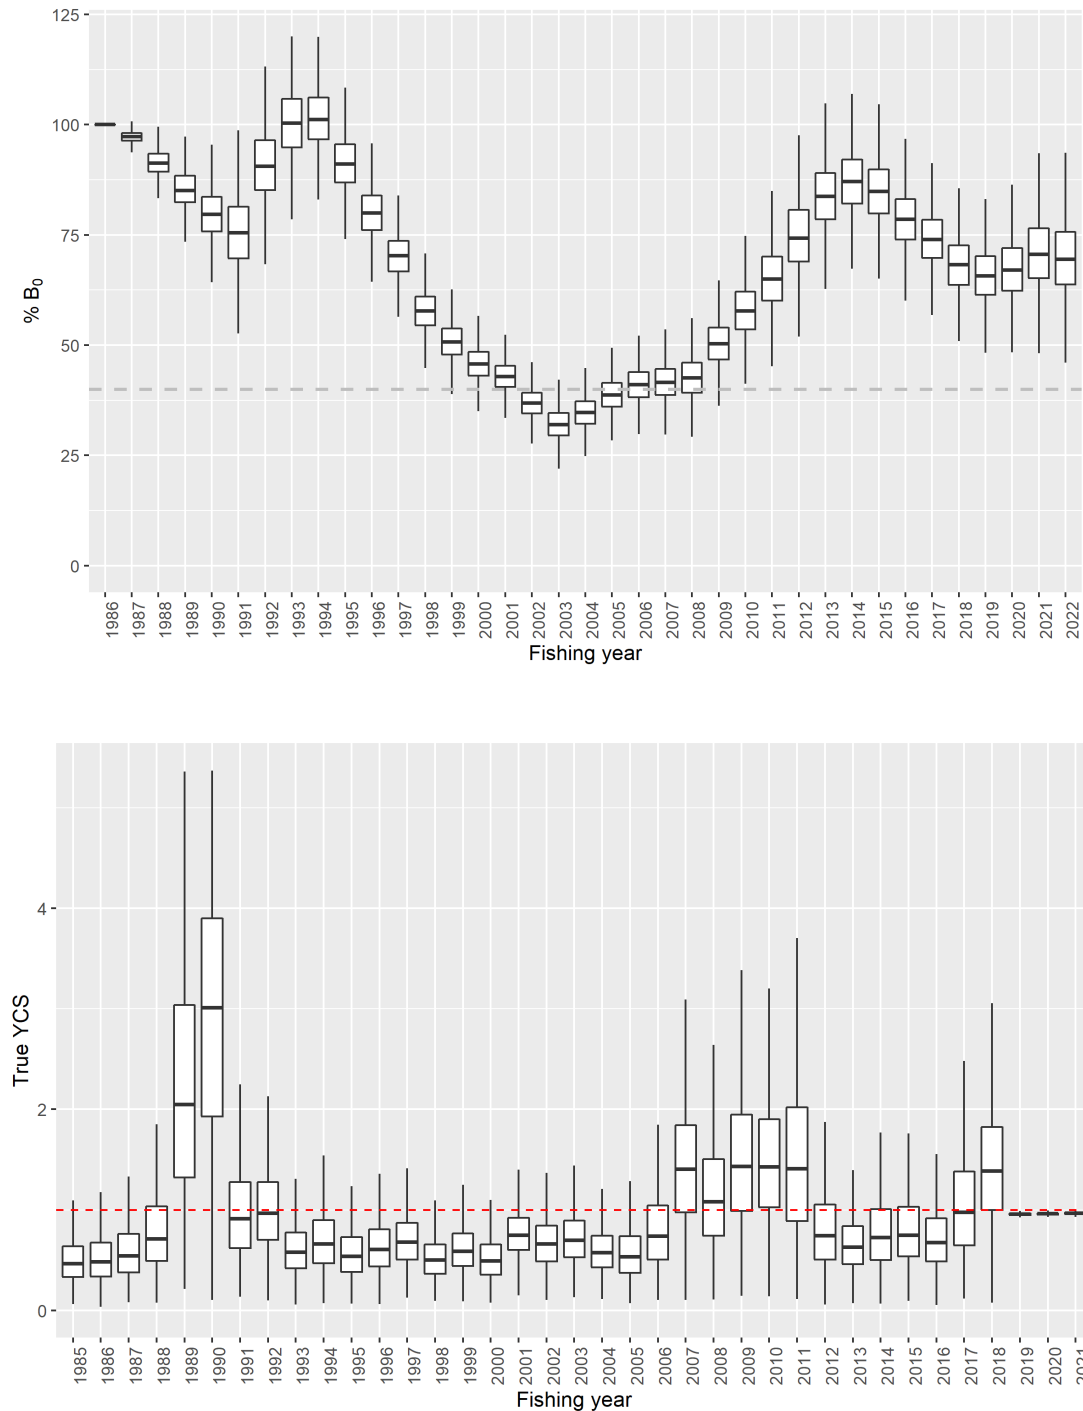 125
100
75
50
25
0
% B0
1986 1987 1988 1989 1990 1991 1992 1993 1994 1995 1996 1997 1998 1999 2000 2001 2002 2003 2004 2005 2006 2007 2008 2009 2010 2011 2012 2013 2014 2015 2016 2017 2018 2019 2020 2021 2022
Fishing year
4
2
0
True YCS
1985 1986 1987 1988 1989 1990 1991 1992 1993 1994 1995 1996 1997 1998 1999 2000 2001 2002 2003 2004 2005 2006 2007 2008 2009 2010 2011 2012 2013 2014 2015 2016 2017 2018 2019 2020 2021
Fishing year